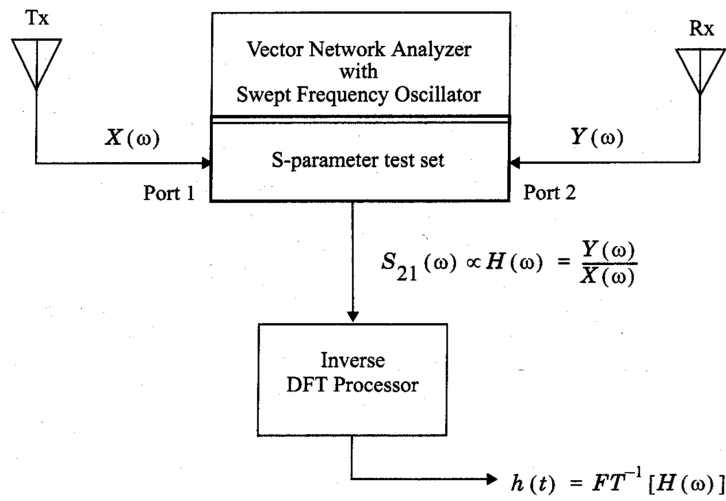 Tx
Rx
Vector Network Analyzer
with
Swept Frequency Oscillator
X(ω)
Y(ω)
S-parameter test set
Port 1
Port 2
S₂₁(ω) ∝ H(ω) = Y(ω)/X(ω)
Inverse
DFT Processor
h(t) = FT⁻¹[H(ω)]